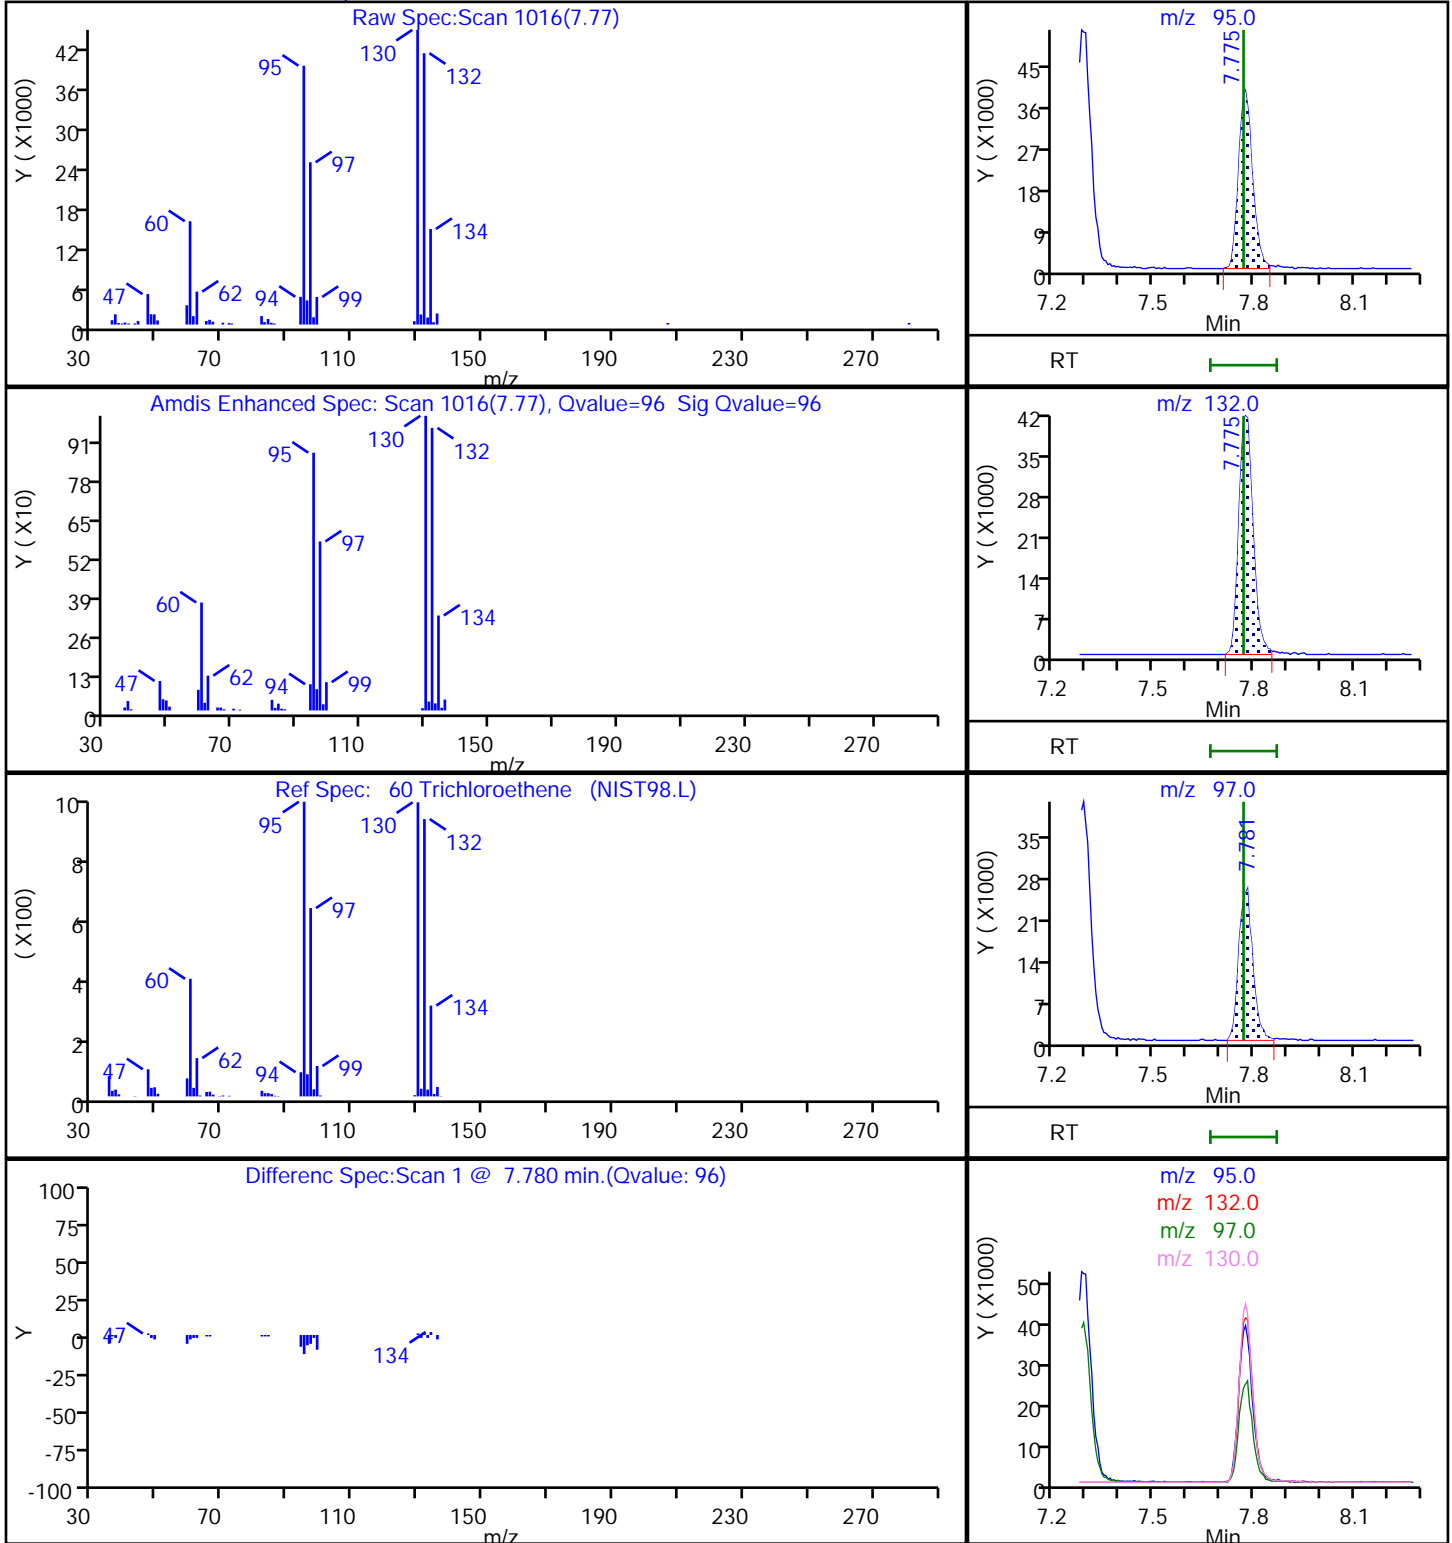 Raw Spec:Scan 1016(7.77)
Y ( X1000)
42
36
30
24
18
12
6
0
130
132
95
97
60
134
47
62
94
99
30 70 110 150 190 230 270
m/z
m/z 95.0
Y ( X1000)
45
36
27
18
9
0
7.775
7.2 7.5 7.8 8.1
Min
RT
Amdis Enhanced Spec: Scan 1016(7.77), Qvalue=96 Sig Qvalue=96
Y ( X10)
91
78
65
52
39
26
13
0
130
132
95
97
60
134
47
62
94
99
30 70 110 150 190 230 270
m/z
m/z 132.0
Y ( X1000)
42
35
28
21
14
7
0
7.775
7.2 7.5 7.8 8.1
Min
RT
Ref Spec: 60 Trichloroethene (NIST98.L)
( X100)
10
8
6
4
2
0
95
130
132
97
60
134
47
62
94
99
30 70 110 150 190 230 270
m/z
m/z 97.0
Y ( X1000)
35
28
21
14
7
0
7.781
7.2 7.5 7.8 8.1
Min
RT
Differenc Spec:Scan 1 @ 7.780 min.(Qvalue: 96)
Y
100
75
50
25
0
-25
-50
-75
-100
47
134
30 70 110 150 190 230 270
m/z
m/z 95.0
m/z 132.0
m/z 97.0
m/z 130.0
Y ( X1000)
50
40
30
20
10
0
7.2 7.5 7.8 8.1
Min